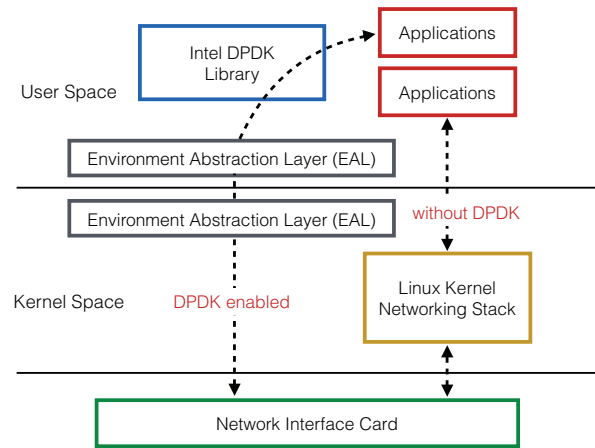 Applications
Intel DPDK
Library
User Space
Applications
Environment Abstraction Layer (EAL)
Environment Abstraction Layer (EAL)
without DPDK
Kernel Space
DPDK enabled
Linux Kernel
Networking Stack
Network Interface Card